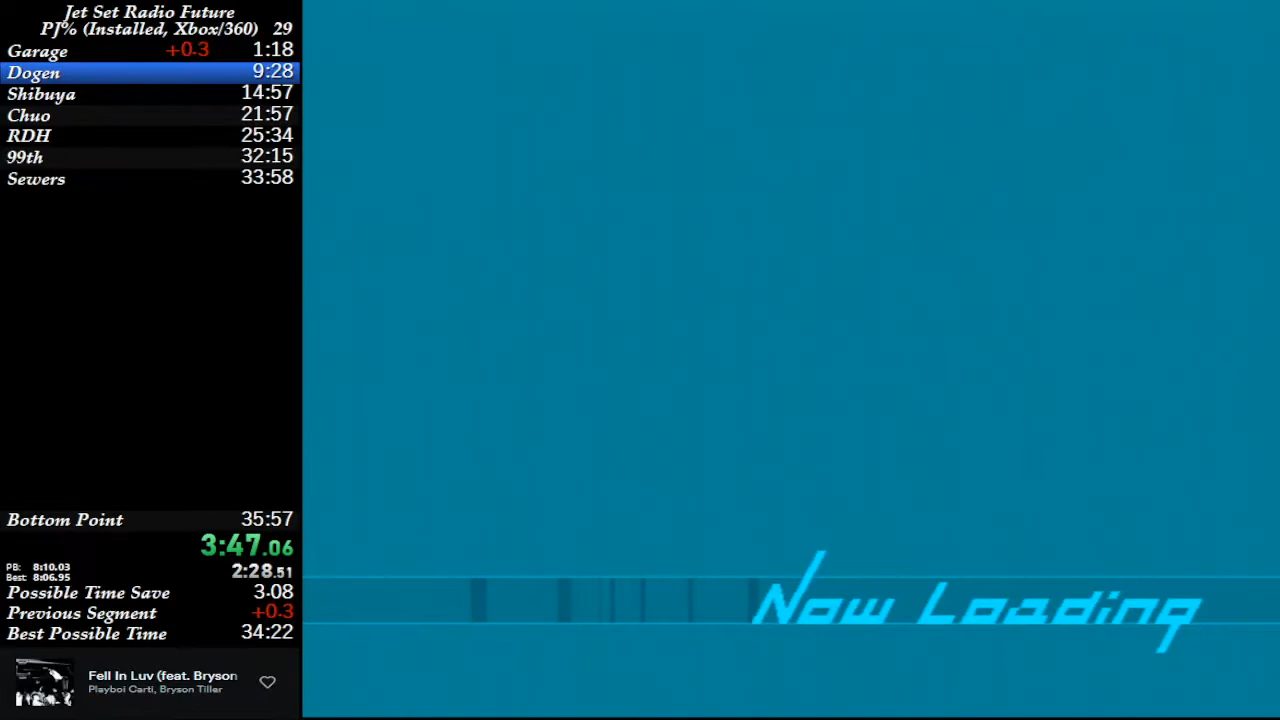 Jet Set Radio Future
PJ% (Installed, Xbox/360) 29
Garage +0.3 1:18
Dogen 9:28
Shibuya 14:57
Chuo 21:57
RDH 25:34
99th 32:15
Sewers 33:58
Bottom Point 35:57
3:47.06
PB: 8:10.03
Best: 8:06.95
2:28.51
Possible Time Save 3.08
Previous Segment +0.3
Best Possible Time 34:22
Fell In Luv (feat. Bryson
Playboi Carti, Bryson Tiller
Now Loading